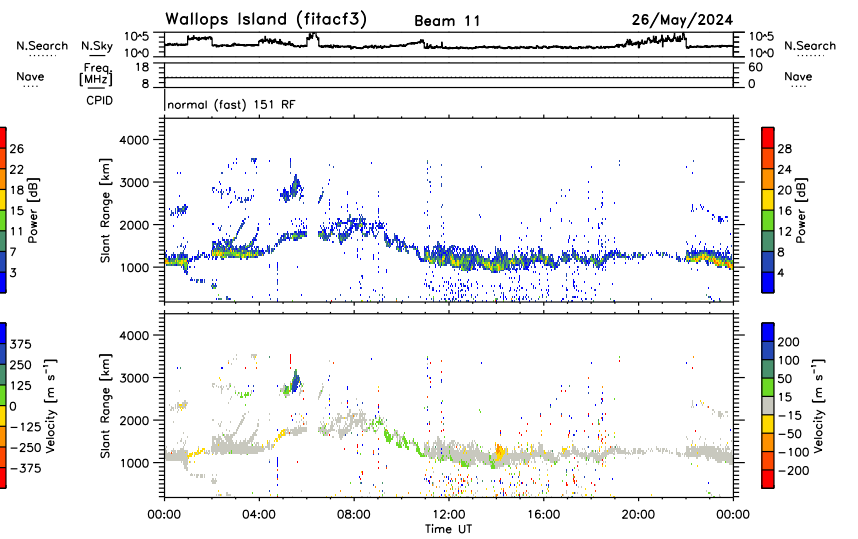 Wallops Island (fitacf3) Beam 11 26/May/2024
10^5 10^5
N.Search N.Sky N.Search
10^0 10^0
18 Freq. 60
Nave [MHz] Nave
8 0
CPID
normal (fast) 151 RF
4000
3000
2000
1000
Slant Range [km]
26
22
18
15
11
7
3
Power [dB]
28
24
20
16
12
8
4
Power [dB]
4000
3000
2000
1000
Slant Range [km]
375
250
125
0
−125
−250
−375
Velocity [m s⁻¹]
200
100
50
15
−15
−50
−100
−200
Velocity [m s⁻¹]
00:00 04:00 08:00 12:00 16:00 20:00 00:00
Time UT